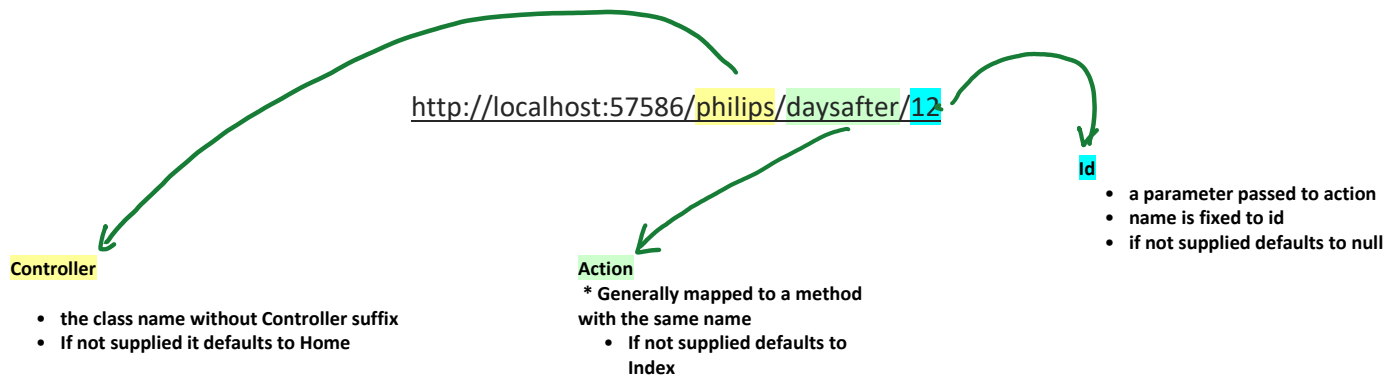 http://localhost:57586/philips/daysafter/12
Id
• a parameter passed to action
• name is fixed to id
• if not supplied defaults to null
Controller
• the class name without Controller suffix
• If not supplied it defaults to Home
Action
* Generally mapped to a method
with the same name
• If not supplied defaults to
Index